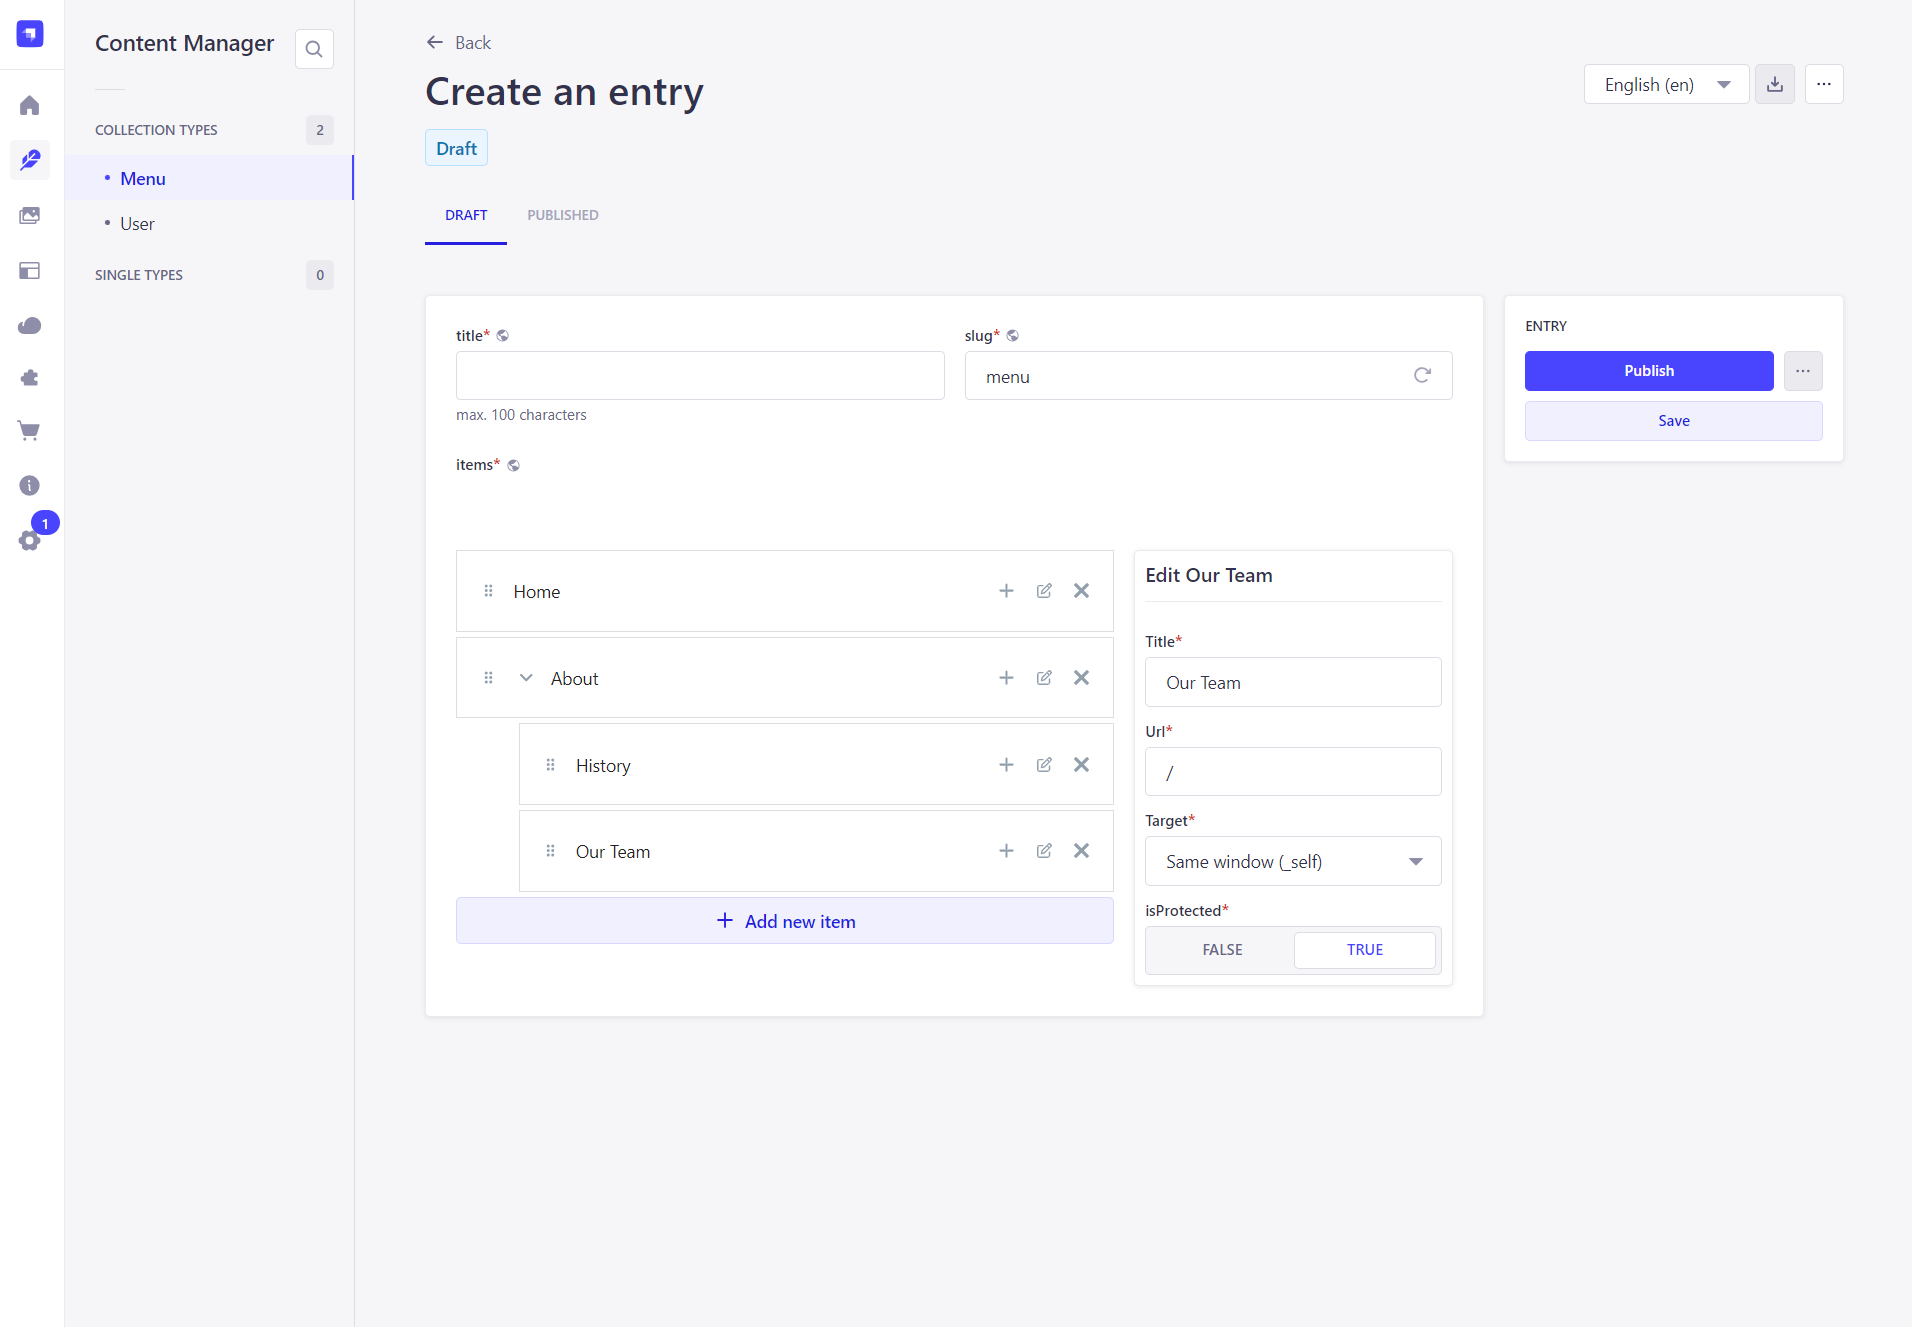 Content Manager
COLLECTION TYPES 2
Menu
User
SINGLE TYPES 0
1
Back
Create an entry
English (en)
Draft
DRAFT PUBLISHED
title*
max. 100 characters
slug*
menu
items*
Home
About
History
Our Team
Add new item
Edit Our Team
Title*
Our Team
Url*
/
Target*
Same window (_self)
isProtected*
FALSE TRUE
ENTRY
Publish
Save